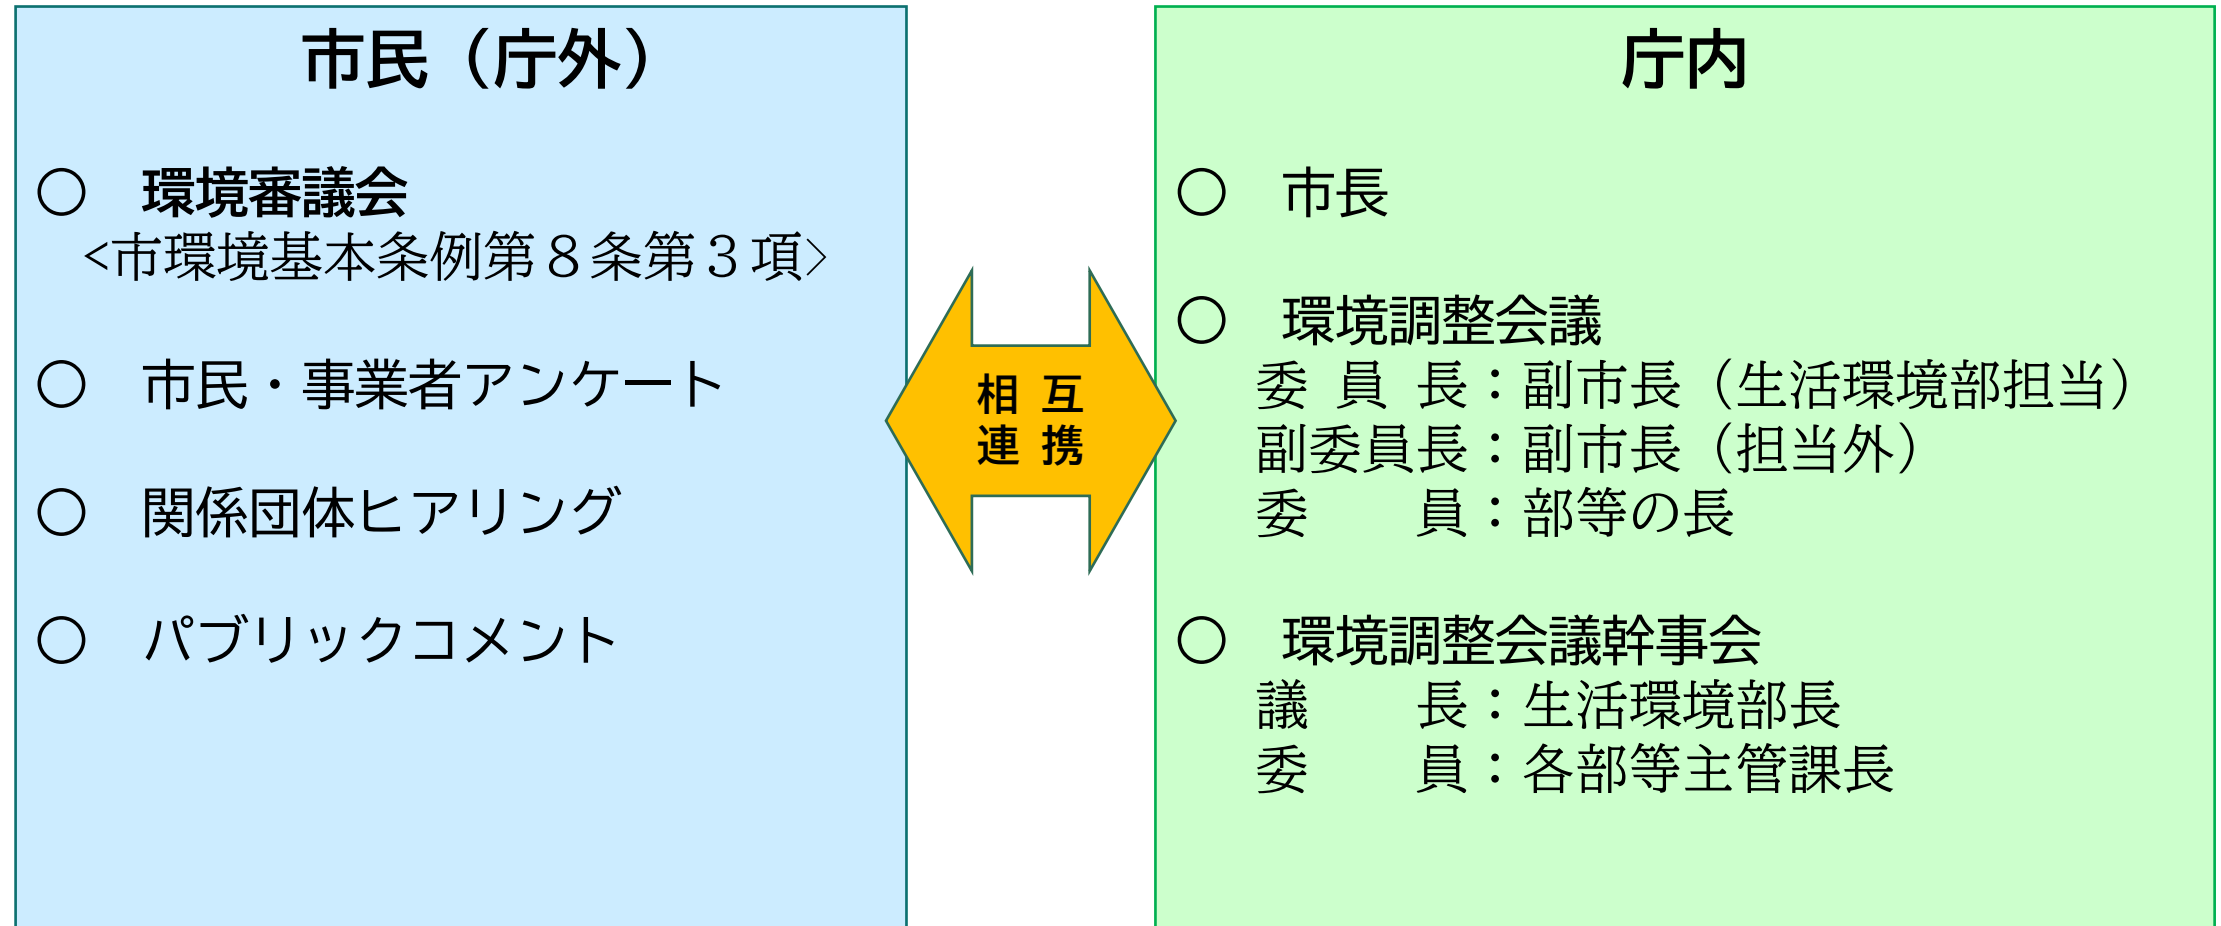 市民（庁外）
〇　環境審議会
<市環境基本条例第８条第３項>
〇　市民・事業者アンケート
〇　関係団体ヒアリング
〇　パブリックコメント
相 互
連 携
庁内
〇　市長
〇　環境調整会議
委 員 長：副市長（生活環境部担当）
副委員長：副市長（担当外）
委　　員：部等の長
〇　環境調整会議幹事会
議　　長：生活環境部長
委　　員：各部等主管課長